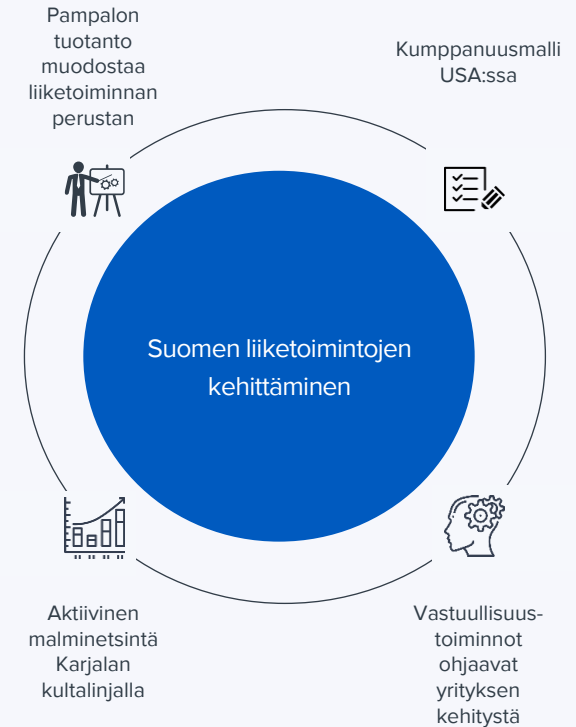 Pampalon
tuotanto
muodostaa
liiketoiminnan
perustan
Kumppanuusmalli
USA:ssa
Suomen liiketoimintojen
kehittäminen
Aktiivinen
malminetsintä
Karjalan
kultalinjalla
Vastuullisuus-
toiminnot
ohjaavat
yrityksen
kehitystä